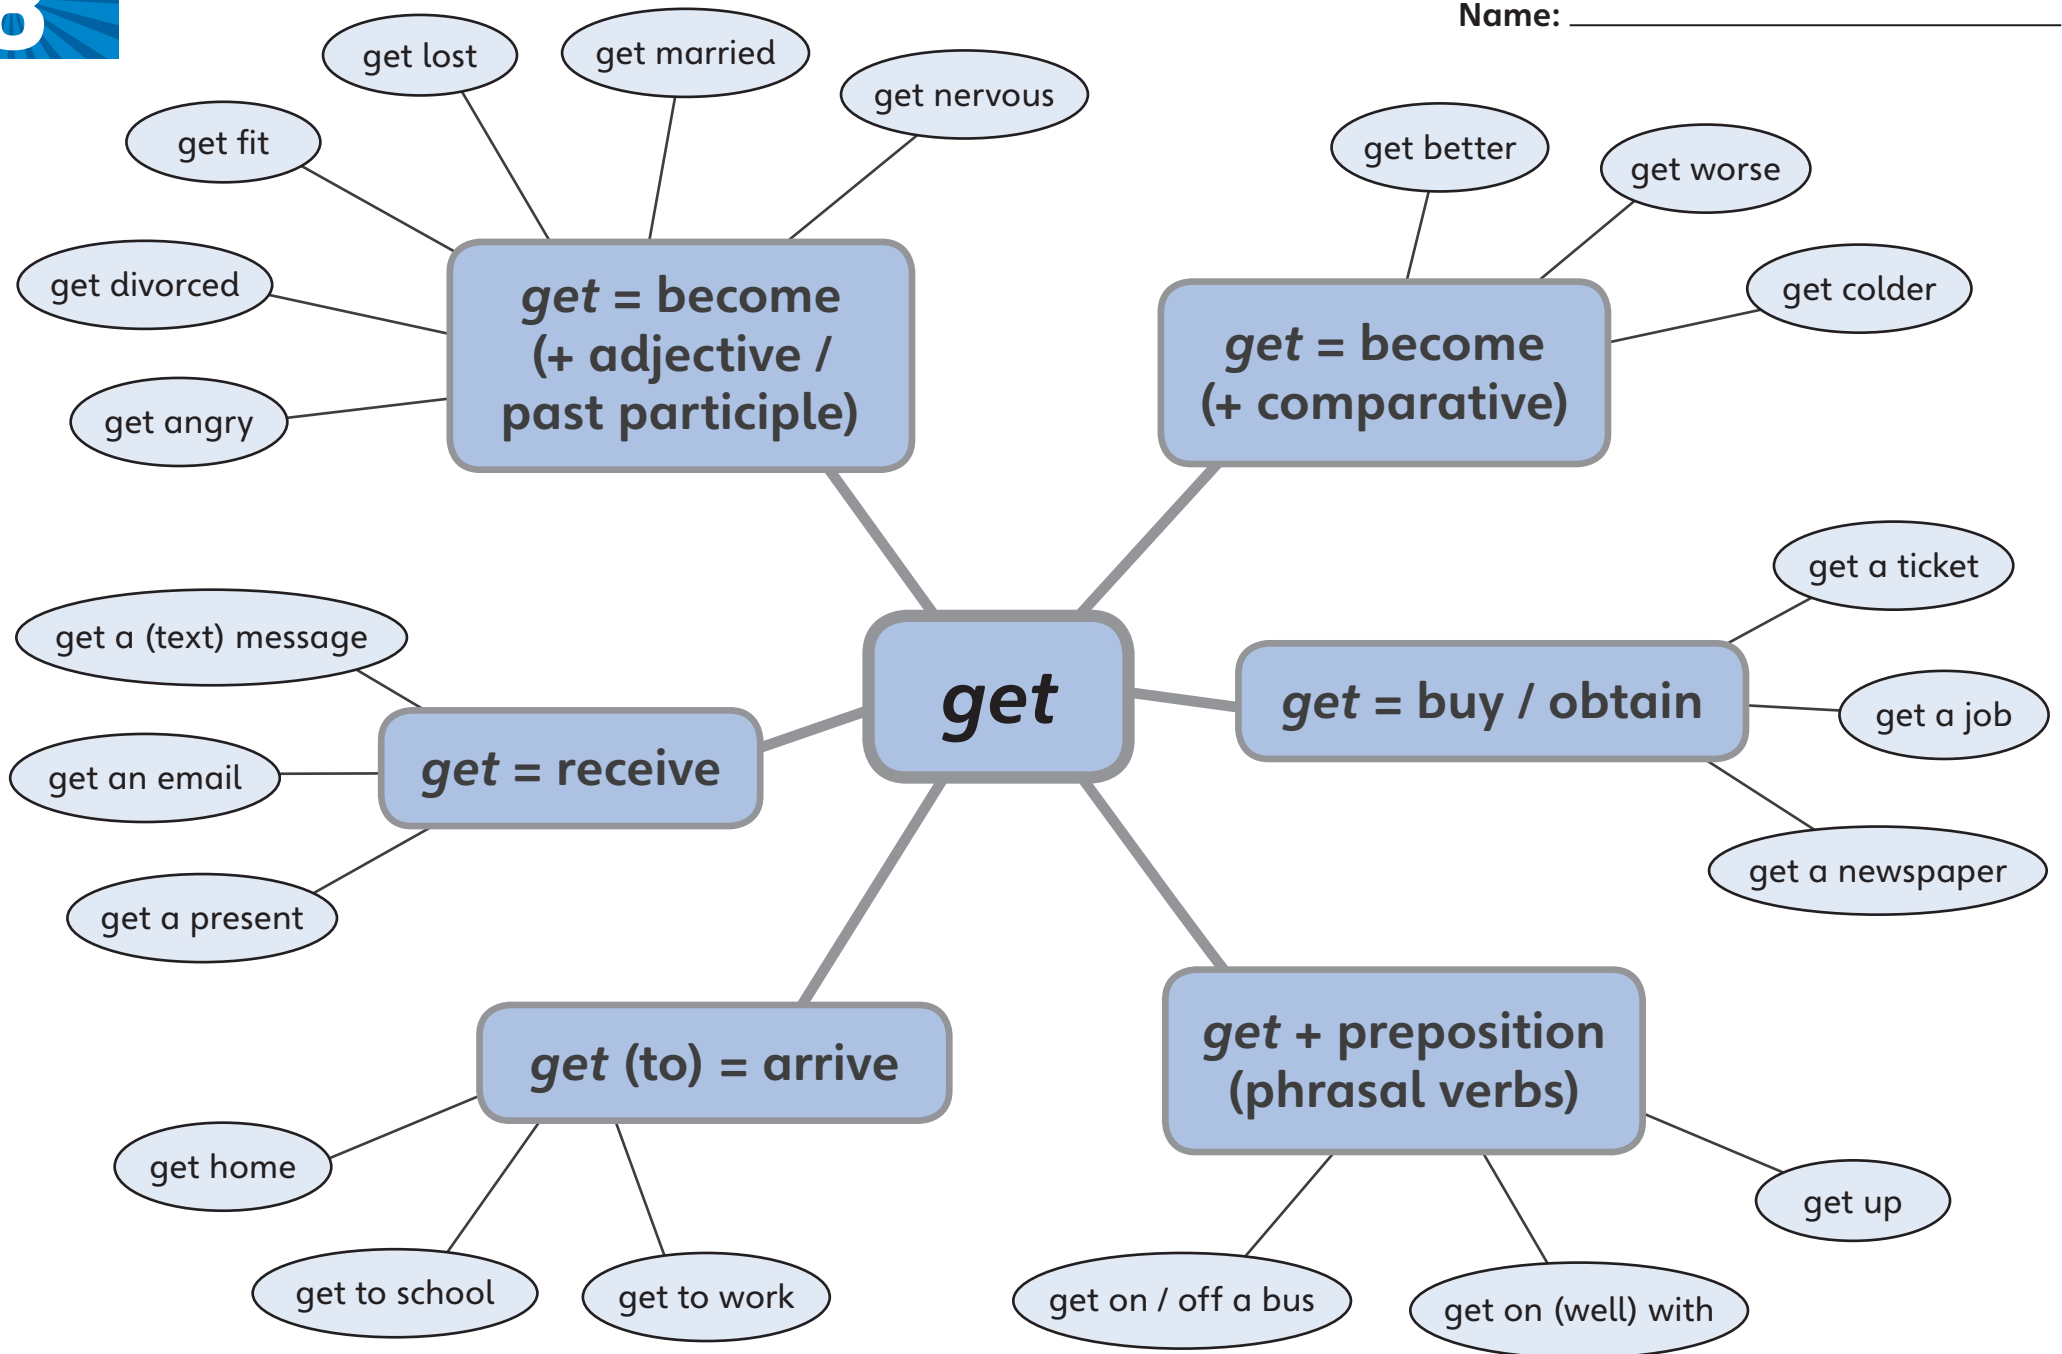 Name:
get lost
get married
get nervous
get fit
get divorced
get angry
get = become
(+ adjective /
past participle)
get better
get worse
get colder
get = become
(+ comparative)
get
get a (text) message
get an email
get a present
get = receive
get a ticket
get a job
get a newspaper
get = buy / obtain
get (to) = arrive
get home
get to school
get to work
get + preposition
(phrasal verbs)
get up
get on / off a bus
get on (well) with